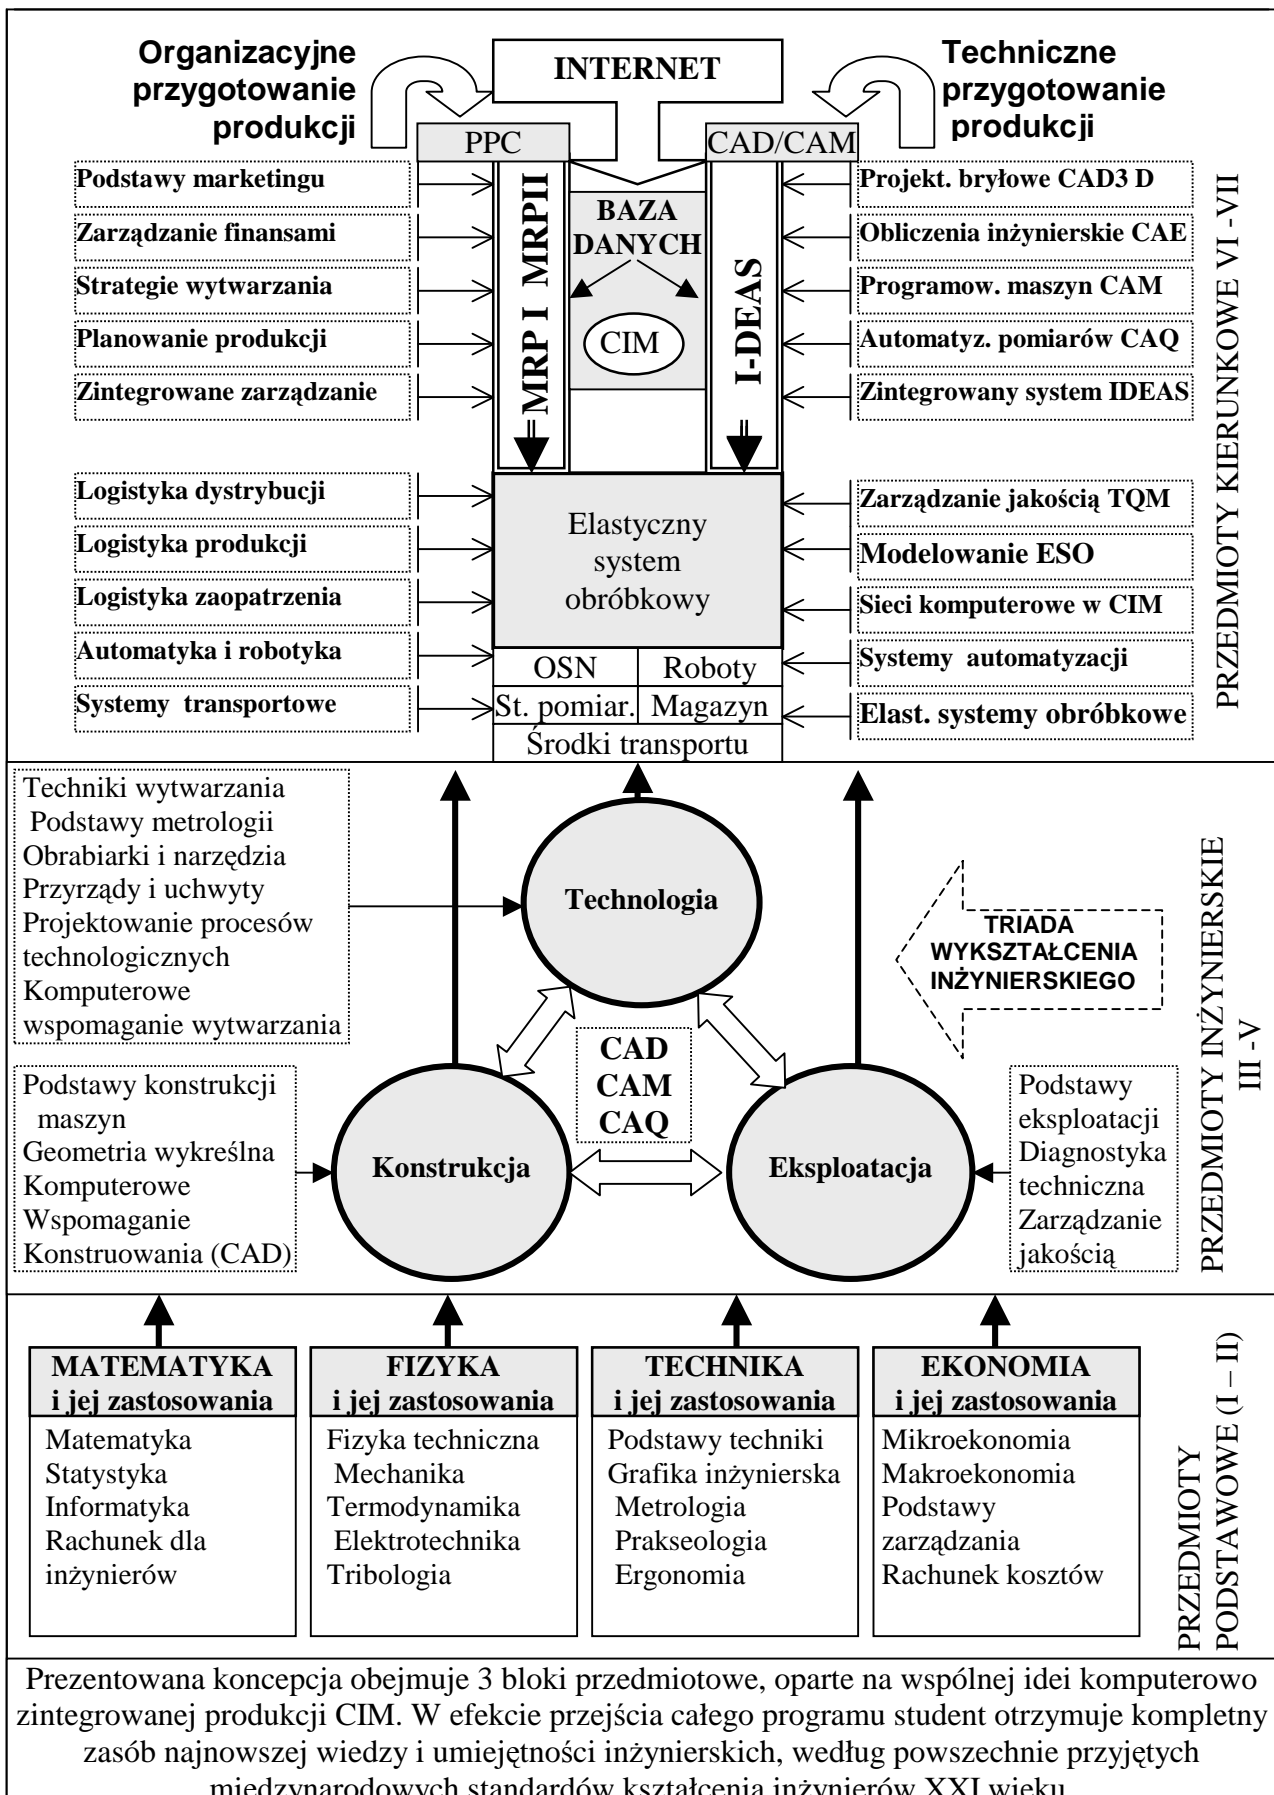 Organizacyjne
przygotowanie
produkcji
INTERNET
Techniczne
przygotowanie
produkcji
PPC
CAD/CAM
Podstawy marketingu
Zarządzanie finansami
Strategie wytwarzania
Planowanie produkcji
Zintegrowane zarządzanie
MRP I MRPII
BAZA
DANYCH
CIM
I-DEAS
Projekt. bryłowe CAD3 D
Obliczenia inżynierskie CAE
Programow. maszyn CAM
Automatyz. pomiarów CAQ
Zintegrowany system IDEAS
Logistyka dystrybucji
Logistyka produkcji
Logistyka zaopatrzenia
Automatyka i robotyka
Systemy transportowe
Elastyczny
system
obróbkowy
OSN
Roboty
St. pomiar.
Magazyn
Środki transportu
Zarządzanie jakością TQM
Modelowanie ESO
Sieci komputerowe w CIM
Systemy automatyzacji
Elast. systemy obróbkowe
PRZEDMIOTY KIERUNKOWE VI -VII
Techniki wytwarzania
Podstawy metrologii
Obrabiarki i narzędzia
Przyrządy i uchwyty
Projektowanie procesów
technologicznych
Komputerowe
wspomaganie wytwarzania
Technologia
TRIADA
WYKSZTAŁCENIA
INŻYNIERSKIEGO
CAD
CAM
CAQ
Podstawy konstrukcji
maszyn
Geometria wykreślna
Komputerowe
Wspomaganie
Konstruowania (CAD)
Konstrukcja
Eksploatacja
Podstawy
eksploatacji
Diagnostyka
techniczna
Zarządzanie
jakością
PRZEDMIOTY INŻYNIERSKIE
III -V
MATEMATYKA
i jej zastosowania
Matematyka
Statystyka
Informatyka
Rachunek dla
inżynierów
FIZYKA
i jej zastosowania
Fizyka techniczna
Mechanika
Termodynamika
Elektrotechnika
Tribologia
TECHNIKA
i jej zastosowania
Podstawy techniki
Grafika inżynierska
Metrologia
Prakseologia
Ergonomia
EKONOMIA
i jej zastosowania
Mikroekonomia
Makroekonomia
Podstawy
zarządzania
Rachunek kosztów
PRZEDMIOTY
PODSTAWOWE (I – II)
Prezentowana koncepcja obejmuje 3 bloki przedmiotowe, oparte na wspólnej idei komputerowo
zintegrowanej produkcji CIM. W efekcie przejścia całego programu student otrzymuje kompletny
zasób najnowszej wiedzy i umiejętności inżynierskich, według powszechnie przyjętych
międzynarodowych standardów kształcenia inżynierów XXI wieku